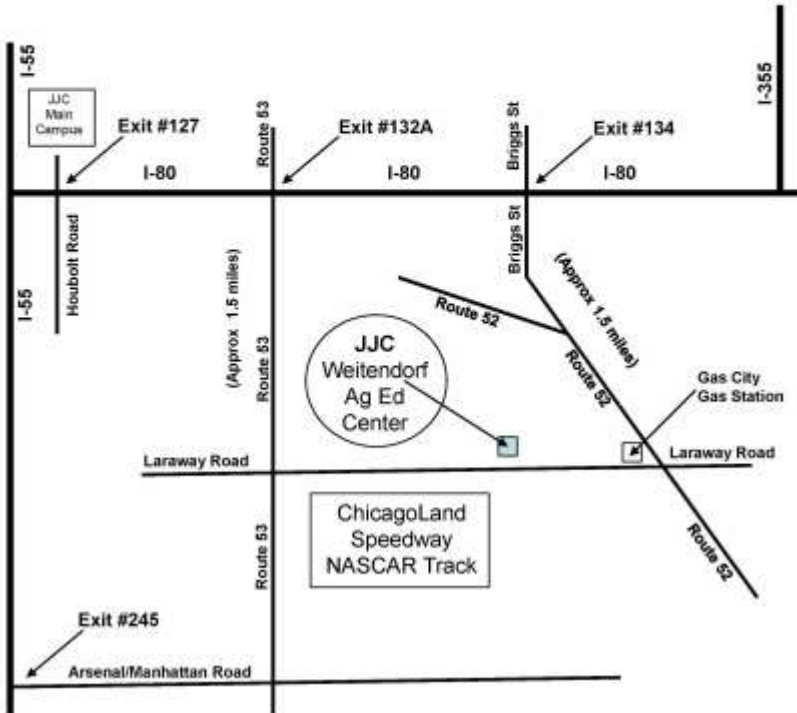 I-55
I-355
JJC
Main
Campus
Exit #127
Route 53
Exit #132A
Briggs St
Exit #134
I-80
I-80
I-80
Houbolt Road
I-55
(Approx 1.5 miles)
Route 53
Briggs St
Route 52
(Approx 1.5 miles)
Route 52
JJC
Weitendorf
Ag Ed
Center
Gas City
Gas Station
Laraway Road
Laraway Road
ChicagoLand
Speedway
NASCAR Track
Route 53
Route 52
Exit #245
Arsenal/Manhattan Road